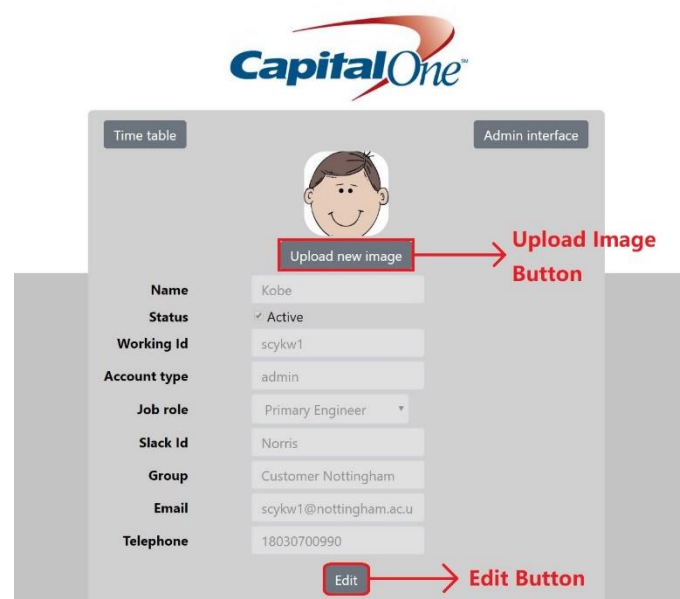 CapitalOne℠
Time table
Admin interface
Upload new image
Upload Image
Button
Name Kobe
Status Active
Working Id scykw1
Account type admin
Job role Primary Engineer
Slack Id Norris
Group Customer Nottingham
Email scykw1@nottingham.ac.u
Telephone 18030700990
Edit
Edit Button